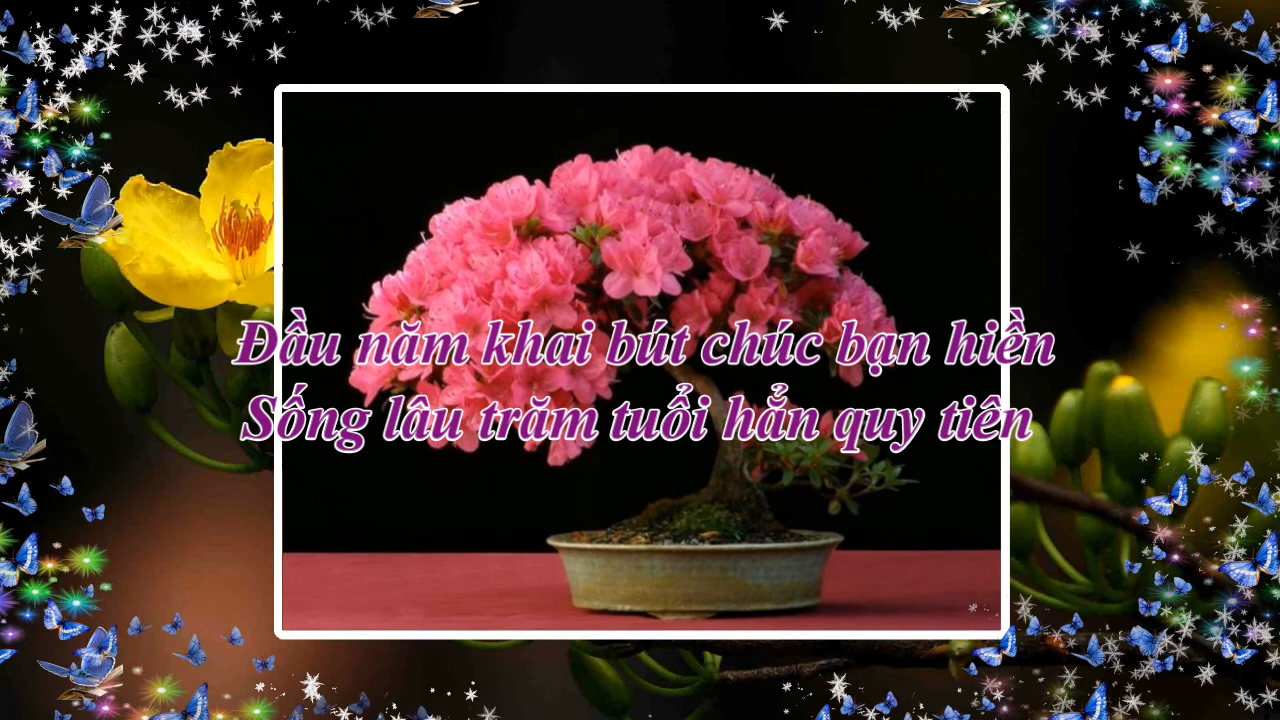 Đầu năm khai bút chúc bạn hiền
Sống lâu trăm tuổi hẳn quy tiên